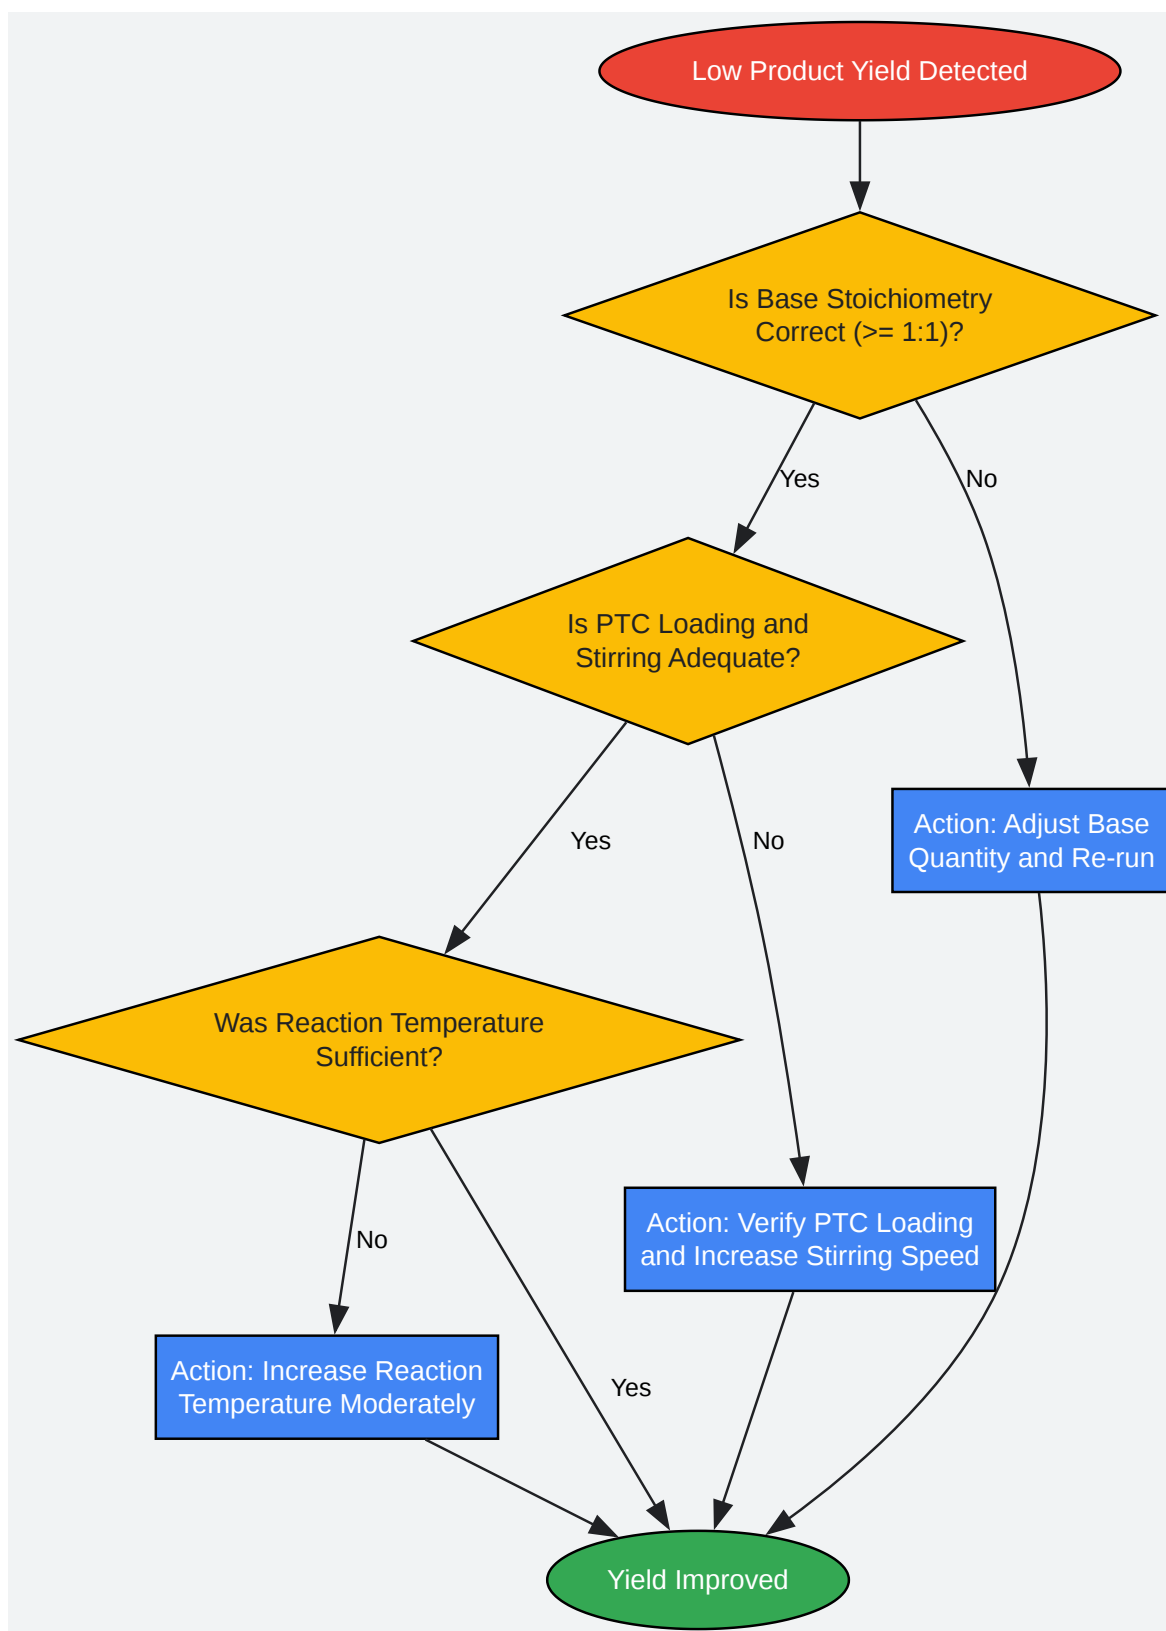 Low Product Yield Detected
Is Base Stoichiometry
Correct (>= 1:1)?
Yes
No
Is PTC Loading and
Stirring Adequate?
Yes
No
Action: Adjust Base
Quantity and Re-run
Was Reaction Temperature
Sufficient?
No
Yes
Action: Verify PTC Loading
and Increase Stirring Speed
Action: Increase Reaction
Temperature Moderately
Yield Improved